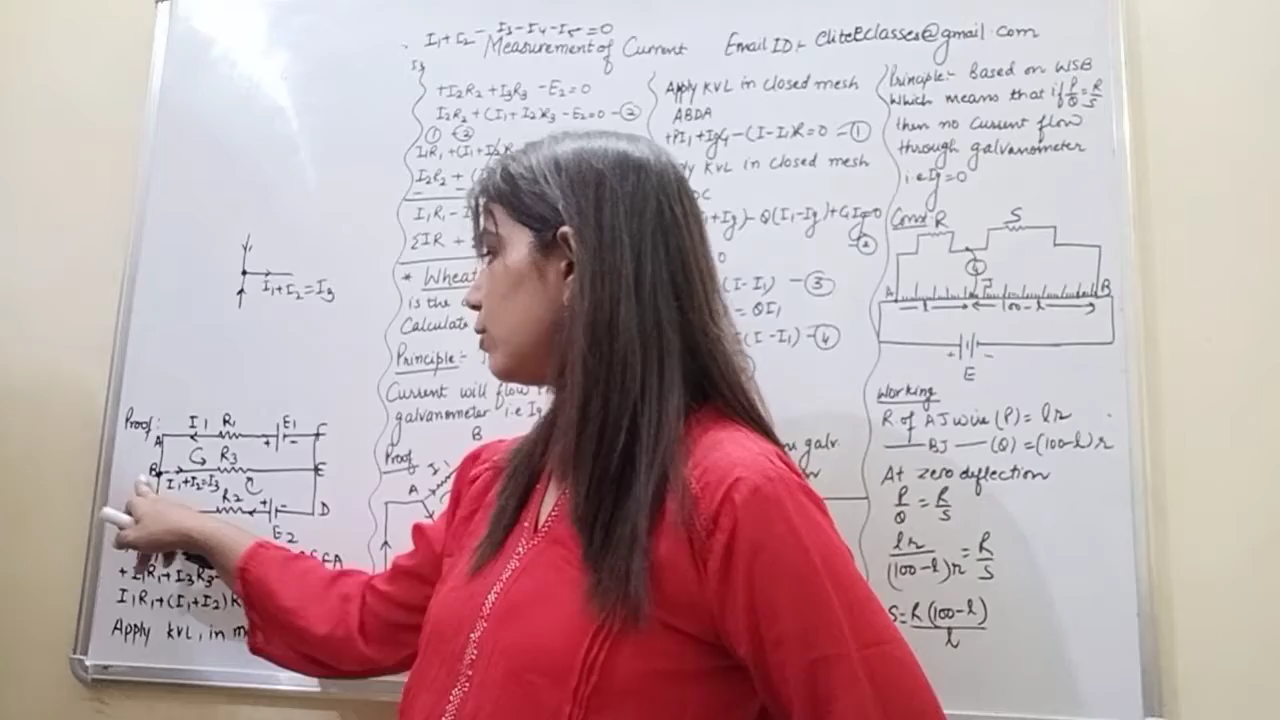 I1+I2-I3-I4-I5=0
Measurement of Current
Email ID:- EliteEClasses@gmail.com
I1+I2=I3
Proof:
I1 R1 E1
A
R3
B E
I1+I2=I3
R2
D
E2
+I1R1+I3R3-
I1R1+(I1+I2)R
Apply KVL, in m
I3
+I2R2+I3R3-E2=0
I2R2+(I1+I2)R3-E2=0 -②
① ②
I2R2+
I1R1-I
ΣIR +
* Wheat
is the
Calculate
Principle:-
Current will flow
galvanometer i.e Ig
B
Proof
I1
A
Apply KVL in closed mesh
ABDA
+PI1+IgG-(I-I1)R=0 -①
KVL in closed mesh
+Ig)-Q(I1-Ig)+GIg=0
-②
(I-I1) -③
=QI1
(I-I1) -④
galv.
Principle:- Based on WSB
Which means that if P/Q=R/S
then no current flow
through galvanometer
i.e Ig=0
Const R S
G
A J B
l 100-l
+ -
E
Working
R of AJ wire (P)=lr
BJ (Q)=(100-l)r
At zero deflection
P/Q=R/S
lr/(100-l)r=R/S
S=R(100-l)/l